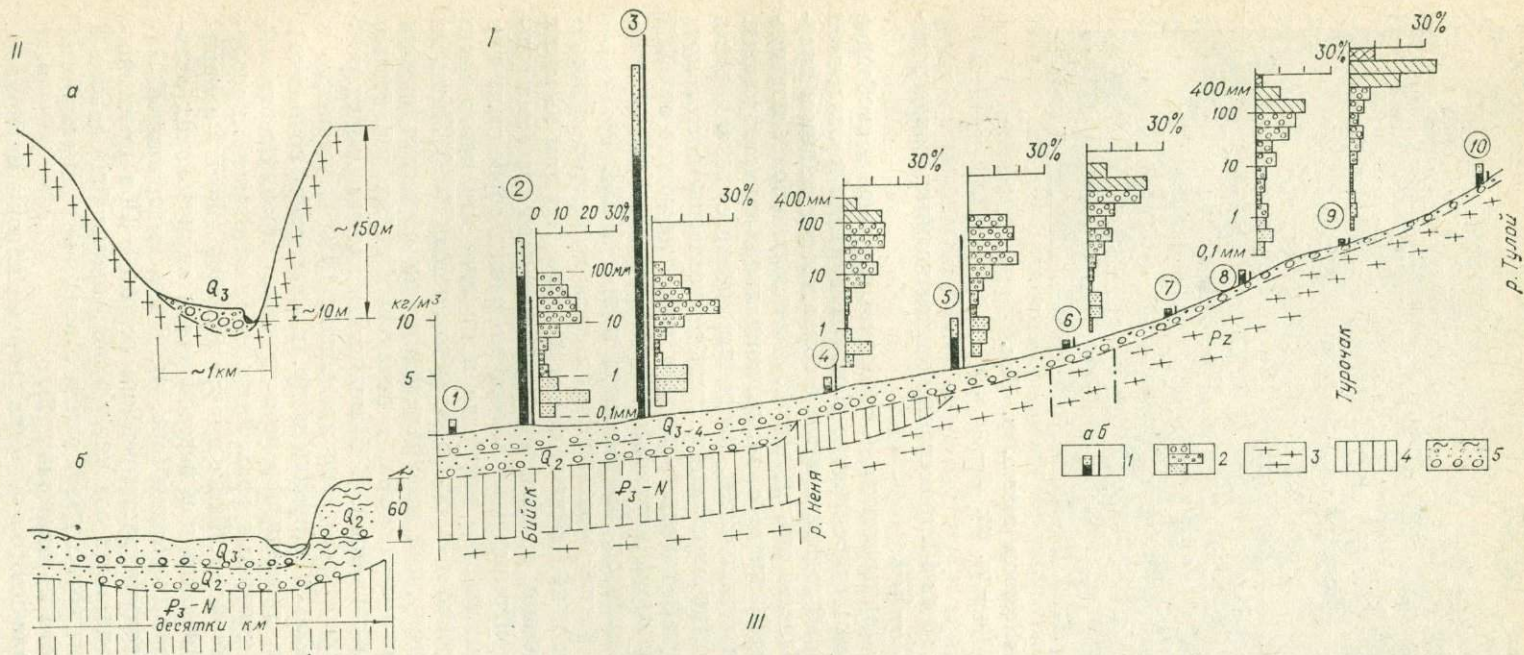 II
а
Q₃
~150м
~10м
~1км
б
Q₂
60
Q₃
Q₂
₽₃-N
десятки км
I
кг/м³
10
5
①
②
0 10 20 30%
100мм
10
1
0,1мм
③
30%
④
30%
400мм
100
10
1
⑤
30%
⑥
30%
⑦
⑧
30%
400мм
100
10
1
0,1мм
⑨
30%
⑩
Q₃₋₄
Q₂
₽₃-N
Pz
Бийск
р. Неня
Турочак
р. Тулой
а б
1
2
3
4
5
III